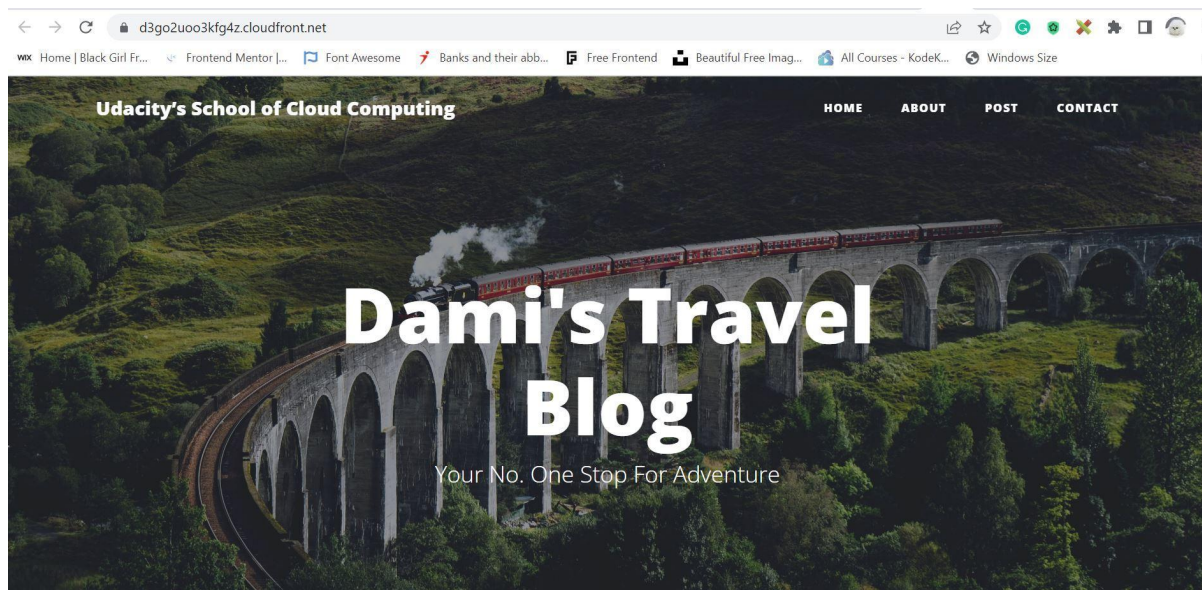 d3go2uoo3kfg4z.cloudfront.net
WIX Home | Black Girl Fr... Frontend Mentor |... Font Awesome Banks and their abb... Free Frontend Beautiful Free Imag... All Courses - KodeK... Windows Size
Udacity’s School of Cloud Computing HOME ABOUT POST CONTACT
Dami's Travel
Blog
Your No. One Stop For Adventure